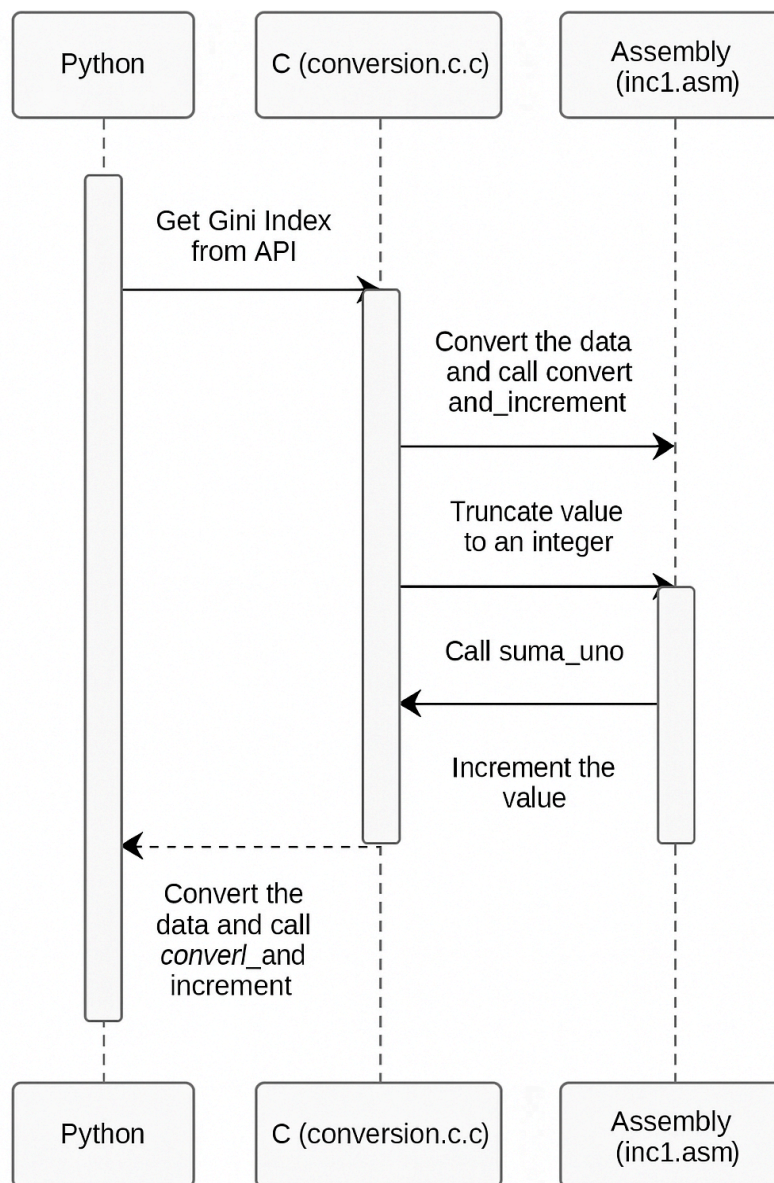 Python
C (conversion.c.c)
Assembly
(inc1.asm)
Get Gini Index
from API
Convert the data
and call convert
and_increment
Truncate value
to an integer
Call suma_uno
Increment the
value
Convert the
data and call
converl_and
increment
Python
C (conversion.c.c)
Assembly
(inc1.asm)